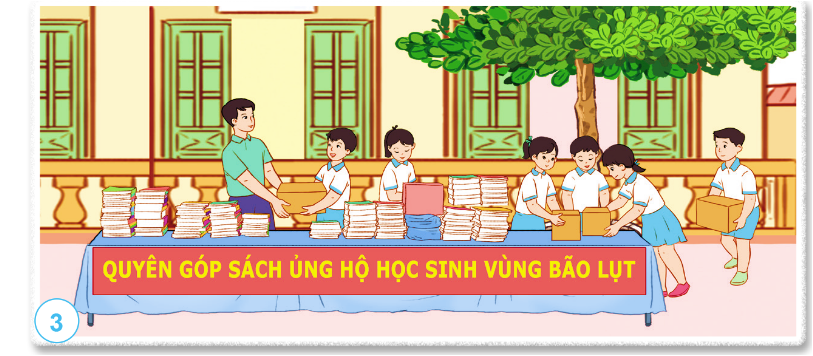 QUYÊN GÓP SÁCH ỦNG HỘ HỌC SINH VÙNG BÃO LỤT
3